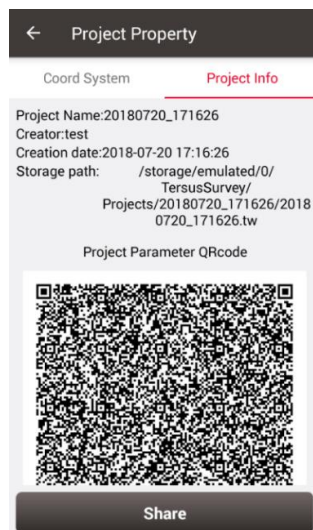 Project Property
Coord System Project Info
Project Name:20180720_171626
Creator:test
Creation date:2018-07-20 17:16:26
Storage path: /storage/emulated/0/
TersusSurvey/
Projects/20180720_171626/2018
0720_171626.tw
Project Parameter QRcode
Share